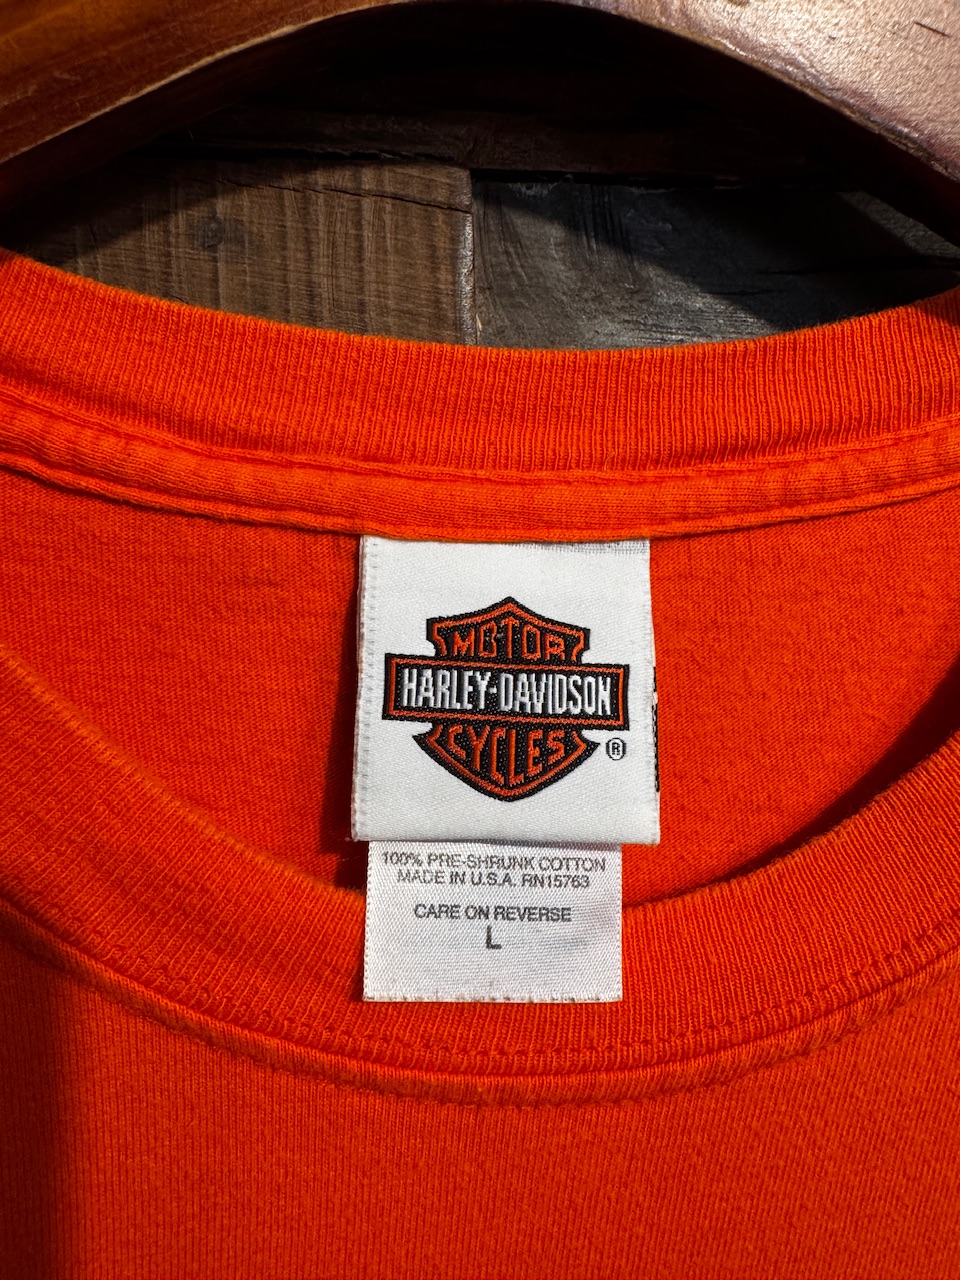 MOTOR
HARLEY-DAVIDSON
CYCLES
®
100% PRE-SHRUNK COTTON
MADE IN U.S.A. RN15763
CARE ON REVERSE
L